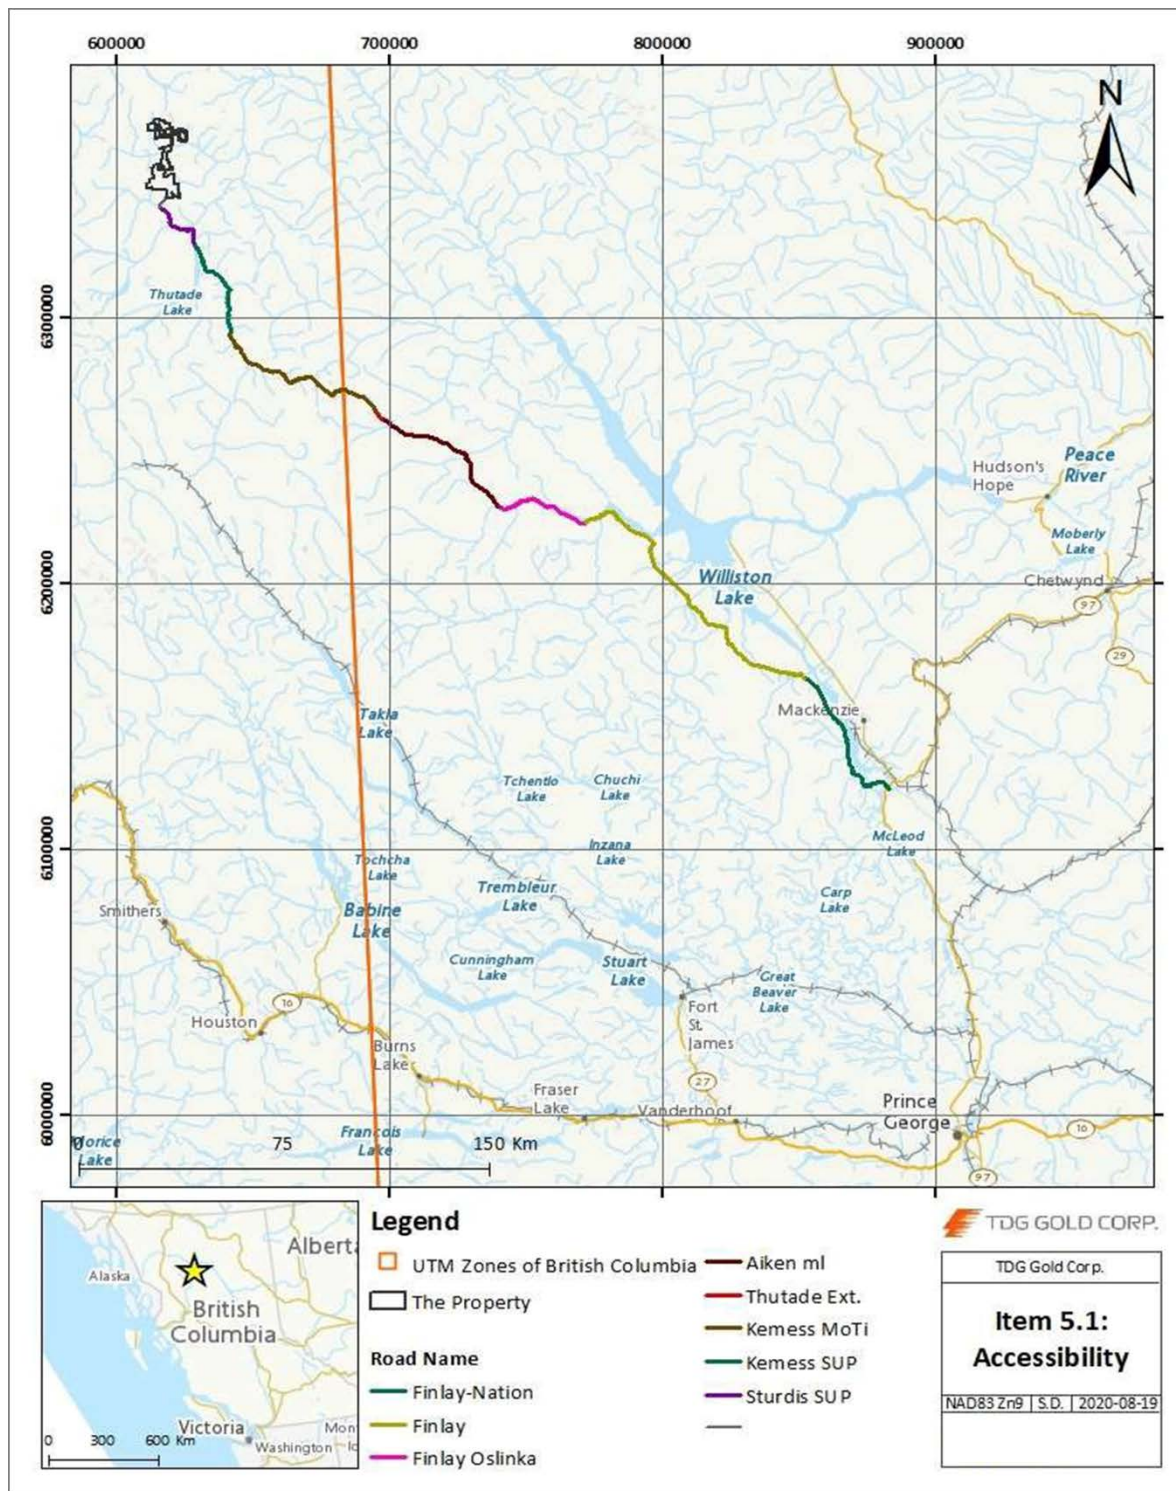 600000
700000
800000
900000
N
6300000
6200000
6100000
6000000
Thutade
Lake
Hudson's
Hope
Peace
River
Moberly
Lake
Chetwynd
97
29
Williston
Lake
Mackenzie
Takla
Lake
Tchentlo
Lake
Chuchi
Lake
McLeod
Lake
Inzana
Lake
Tochcha
Lake
Trembleur
Lake
Carp
Lake
Smithers
Babine
Lake
Cunningham
Lake
Stuart
Lake
Great
Beaver
Lake
16
Houston
Fort
St.
James
Burns
Lake
27
Fraser
Lake
Vanderhoof
Prince
George
16
97
Morice
Lake
Francois
Lake
0 75 150 Km
Alaska
Alberta
British
Columbia
Victoria
Washington
Mon
0 300 600 Km
Legend
UTM Zones of British Columbia
The Property
Road Name
Finlay-Nation
Finlay
Finlay Oslinka
Aiken ml
Thutade Ext.
Kemess MoTi
Kemess SUP
Sturdis SUP
TDG GOLD CORP.
TDG Gold Corp.
Item 5.1:
Accessibility
NAD83 Zn9 S.D. 2020-08-19